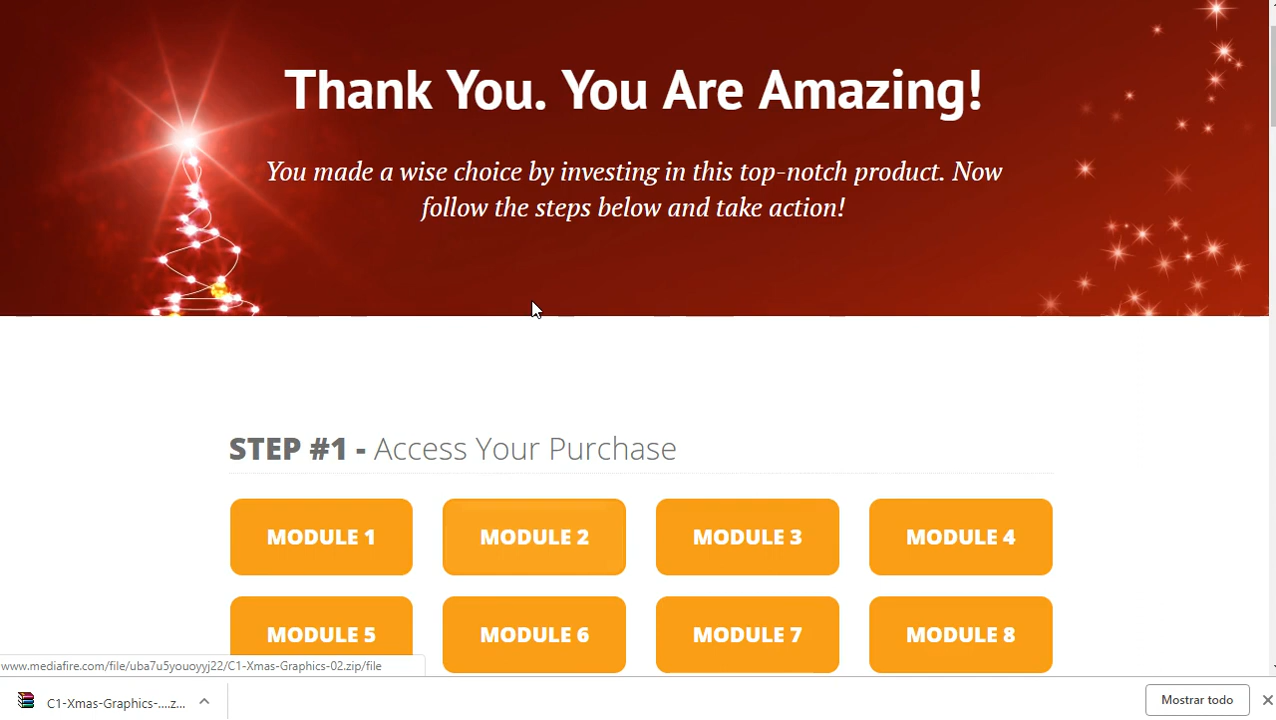 Thank You. You Are Amazing!
You made a wise choice by investing in this top-notch product. Now
follow the steps below and take action!
STEP #1 - Access Your Purchase
MODULE 1
MODULE 2
MODULE 3
MODULE 4
MODULE 5
MODULE 6
MODULE 7
MODULE 8
www.mediafire.com/file/uba7u5youoyyj22/C1-Xmas-Graphics-02.zip/file
C1-Xmas-Graphics-....z...
Mostrar todo